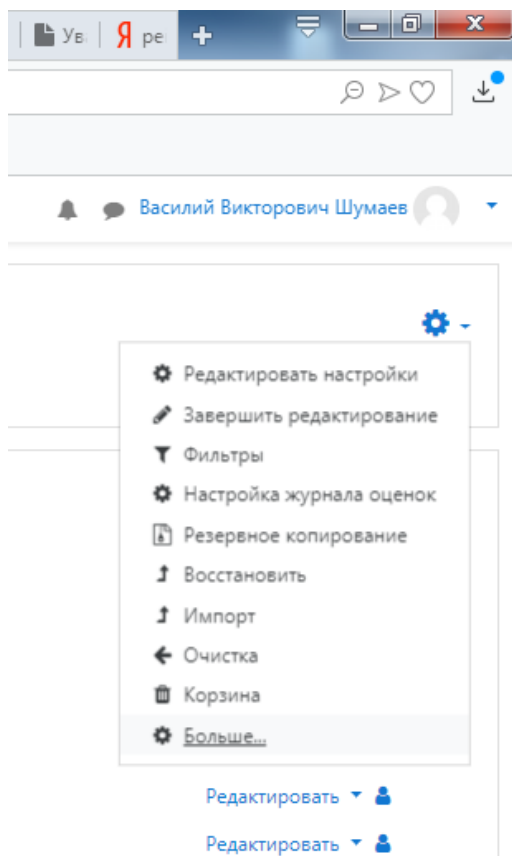 Ув Я ре
Василий Викторович Шумаев
Редактировать настройки
Завершить редактирование
Фильтры
Настройка журнала оценок
Резервное копирование
Восстановить
Импорт
Очистка
Корзина
Больше...
Редактировать
Редактировать